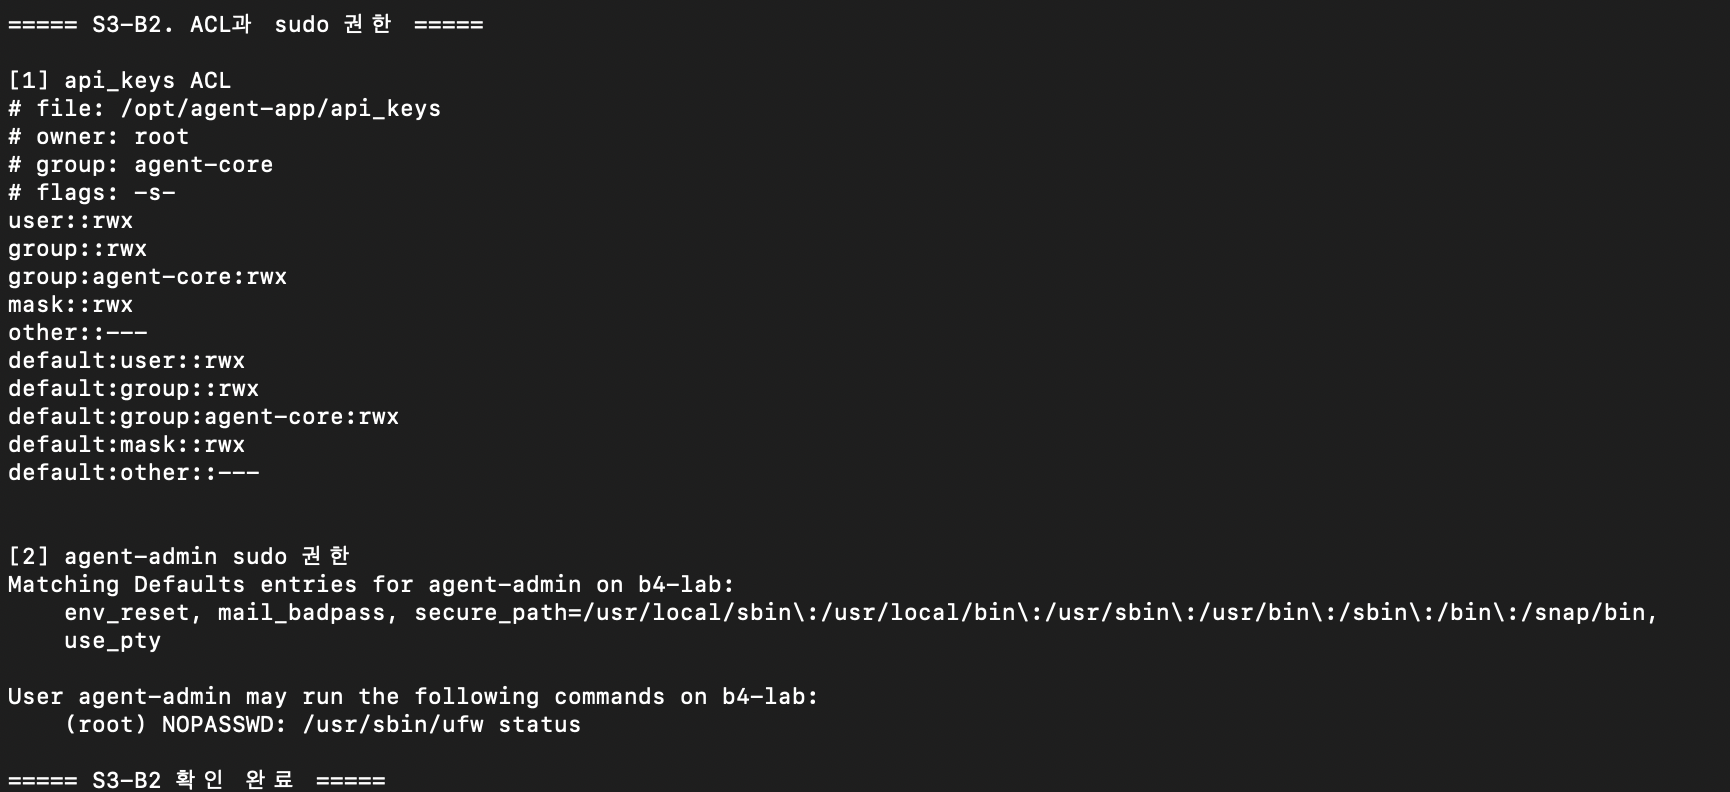 ===== S3-B2. ACL과 sudo 권한 =====
[1] api_keys ACL
# file: /opt/agent-app/api_keys
# owner: root
# group: agent-core
# flags: -s-
user::rwx
group::rwx
group:agent-core:rwx
mask::rwx
other::---
default:user::rwx
default:group::rwx
default:group:agent-core:rwx
default:mask::rwx
default:other::---
[2] agent-admin sudo 권한
Matching Defaults entries for agent-admin on b4-lab:
    env_reset, mail_badpass, secure_path=/usr/local/sbin\:/usr/local/bin\:/usr/sbin\:/usr/bin\:/sbin\:/bin\:/snap/bin,
    use_pty
User agent-admin may run the following commands on b4-lab:
    (root) NOPASSWD: /usr/sbin/ufw status
===== S3-B2 확인 완료 =====